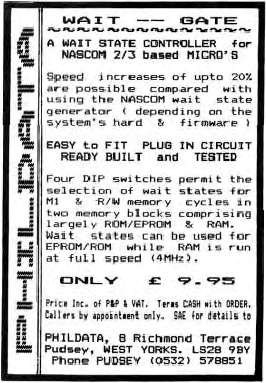 WAIT -- GATE
A WAIT STATE CONTROLLER for
NASCOM 2/3 based MICRO'S
Speed increases of upto 20%
are possible compared with
using the NASCOM wait state
generator ( depending on the
system's hard & firmware )
EASY to FIT PLUG IN CIRCUIT
READY BUILT and TESTED
Four DIP switches permit the
selection of wait states for
M1 & R/W memory cycles in
two memory blocks comprising
largely ROM/EPROM & RAM.
Wait states can be used for
EPROM/ROM while RAM is run
at full speed (4MHz).
ONLY £ 9.95
Price Inc. of P&P & VAT. Terms CASH with ORDER.
Callers by appointment only. SAE for details to
PHILDATA, 8 Richmond Terrace
Pudsey, WEST YORKS. LS28 9BY
Phone PUDSEY (0532) 578851